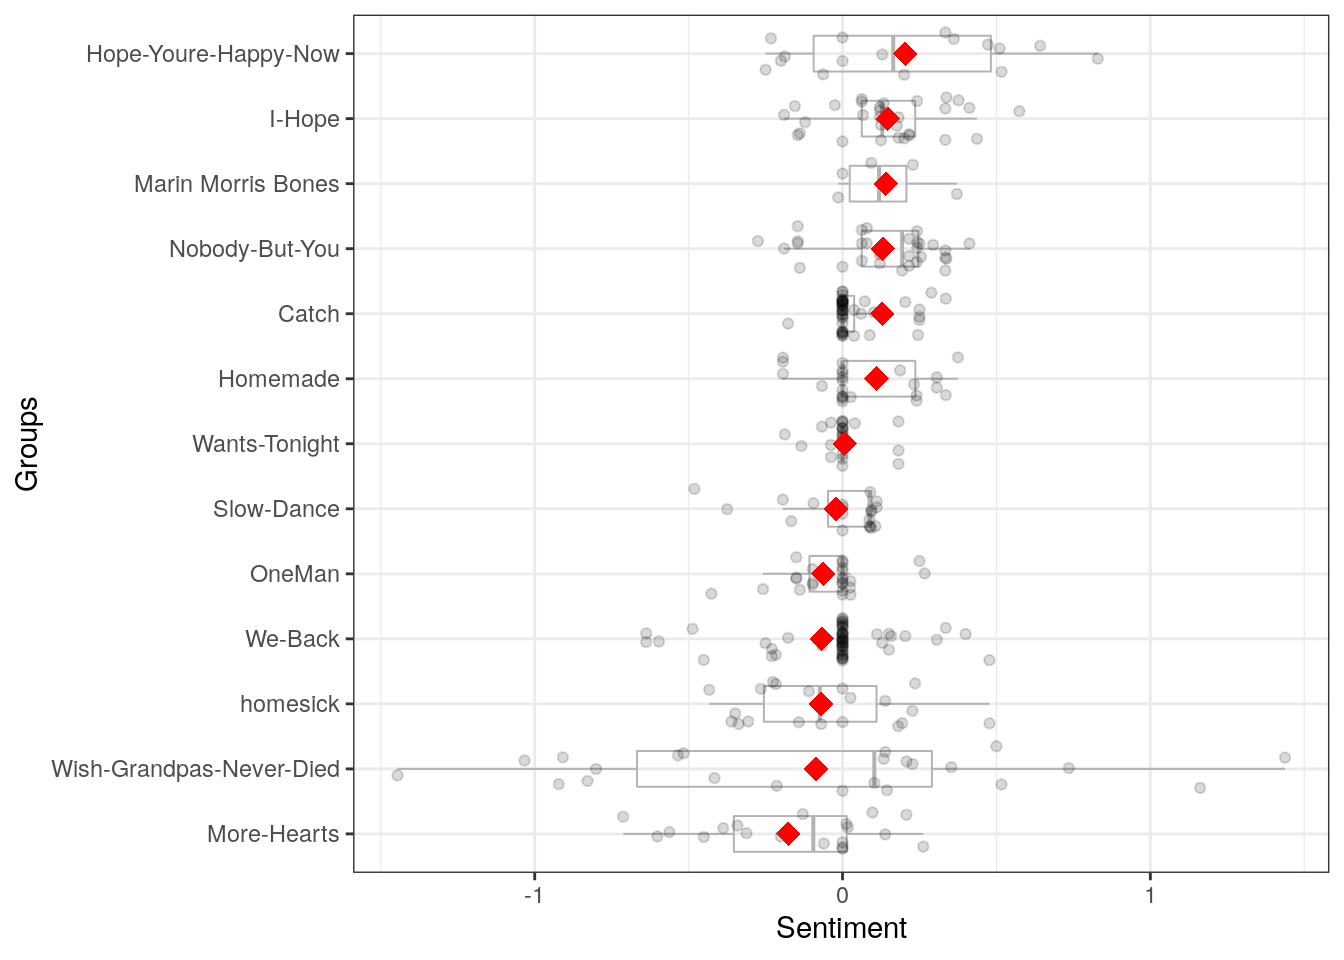 Hope-Youre-Happy-Now
I-Hope
Marin Morris Bones
Nobody-But-You
Catch
Homemade
Wants-Tonight
Slow-Dance
OneMan
We-Back
homesick
Wish-Grandpas-Never-Died
More-Hearts
Groups
-1 0 1
Sentiment